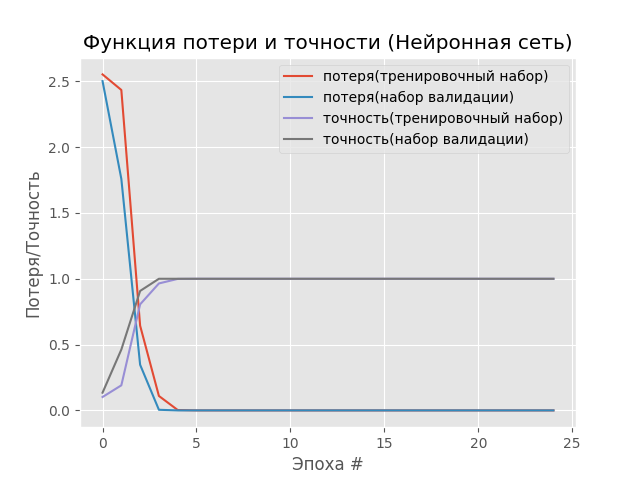 Функция потери и точности (Нейронная сеть)
потеря(тренировочный набор)
потеря(набор валидации)
точность(тренировочный набор)
точность(набор валидации)
Потеря/Точность
2.5
2.0
1.5
1.0
0.5
0.0
0 5 10 15 20 25
Эпоха #